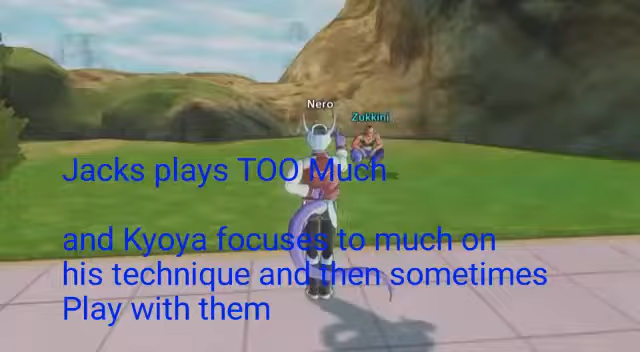 Nero
Zukkini
Jacks plays TOO Much
and Kyoya focuses to much on
his technique and then sometimes
Play with them